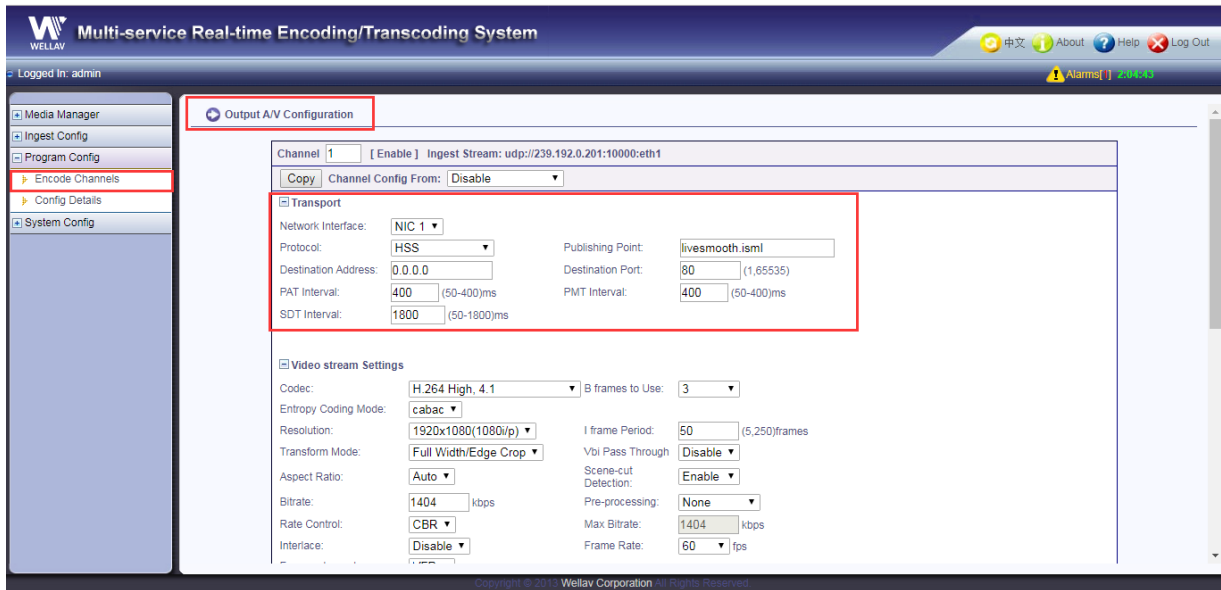 WELLAV
Multi-service Real-time Encoding/Transcoding System
中文 About Help Log Out
Logged In: admin
Alarms[!] 2:04:43
Media Manager
Ingest Config
Program Config
Encode Channels
Config Details
System Config
Output A/V Configuration
Channel 1 [ Enable ] Ingest Stream: udp://239.192.0.201:10000:eth1
Copy Channel Config From: Disable
Transport
Network Interface: NIC 1
Protocol: HSS Publishing Point: livesmooth.isml
Destination Address: 0.0.0.0 Destination Port: 80 (1,65535)
PAT Interval: 400 (50-400)ms PMT Interval: 400 (50-400)ms
SDT Interval: 1800 (50-1800)ms
Video stream Settings
Codec: H.264 High, 4.1 B frames to Use: 3
Entropy Coding Mode: cabac
Resolution: 1920x1080(1080i/p) I frame Period: 50 (5,250)frames
Transform Mode: Full Width/Edge Crop Vbi Pass Through Disable
Aspect Ratio: Auto Scene-cut Detection: Enable
Bitrate: 1404 kbps Pre-processing: None
Rate Control: CBR Max Bitrate: 1404 kbps
Interlace: Disable Frame Rate: 60 fps
Copyright © 2013 Wellav Corporation All Rights Reserved.